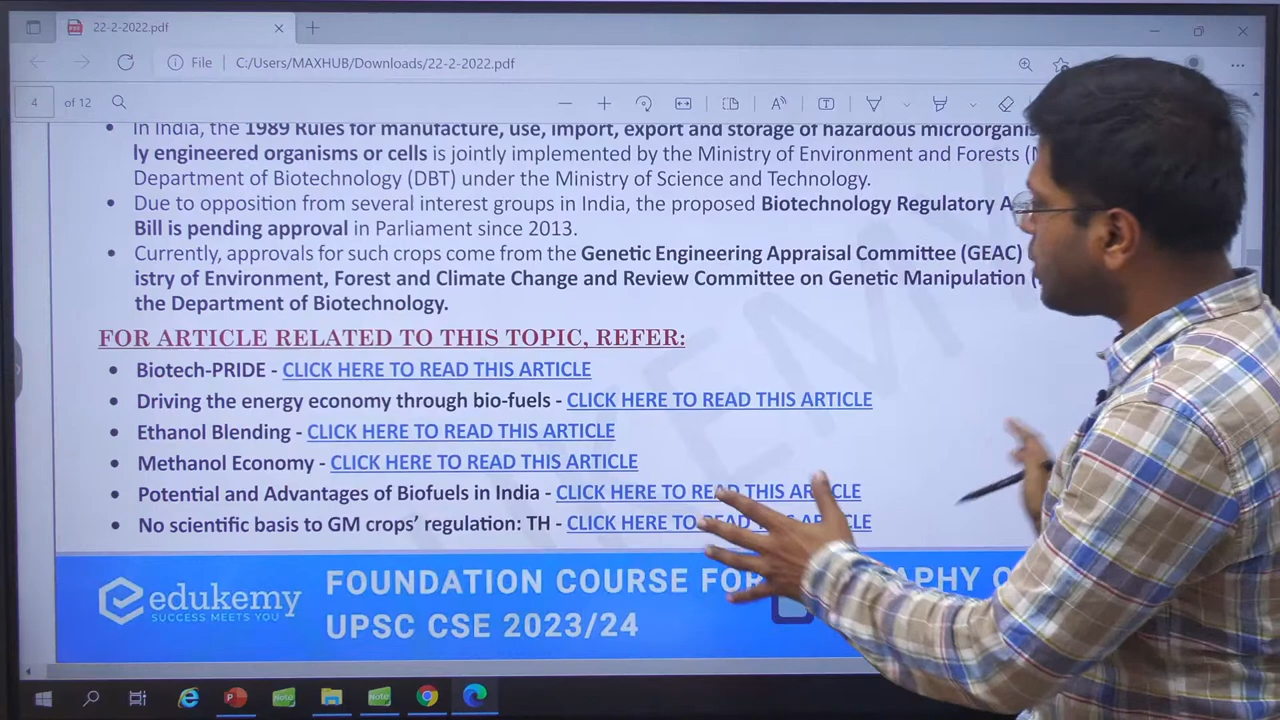 22-2-2022.pdf
File | C:/Users/MAXHUB/Downloads/22-2-2022.pdf
4 of 12
• In India, the 1989 Rules for manufacture, use, import, export and storage of hazardous
ly engineered organisms or cells is jointly implemented by the Ministry of Environment and Forests
Department of Biotechnology (DBT) under the Ministry of Science and Technology.
• Due to opposition from several interest groups in India, the proposed Biotechnology Regulatory
Bill is pending approval in Parliament since 2013.
• Currently, approvals for such crops come from the Genetic Engineering Appraisal Committee (GEAC)
istry of Environment, Forest and Climate Change and Review Committee on Genetic Manipulation
the Department of Biotechnology.
FOR ARTICLE RELATED TO THIS TOPIC, REFER:
• Biotech-PRIDE - CLICK HERE TO READ THIS ARTICLE
• Driving the energy economy through bio-fuels - CLICK HERE TO READ THIS ARTICLE
• Ethanol Blending - CLICK HERE TO READ THIS ARTICLE
• Methanol Economy - CLICK HERE TO READ THIS ARTICLE
• Potential and Advantages of Biofuels in India - CLICK HERE TO READ THIS ARTICLE
• No scientific basis to GM crops' regulation: TH - CLICK HERE TO READ THIS ARTICLE
edukemy
SUCCESS MEETS YOU
FOUNDATION COURSE FOR
UPSC CSE 2023/24